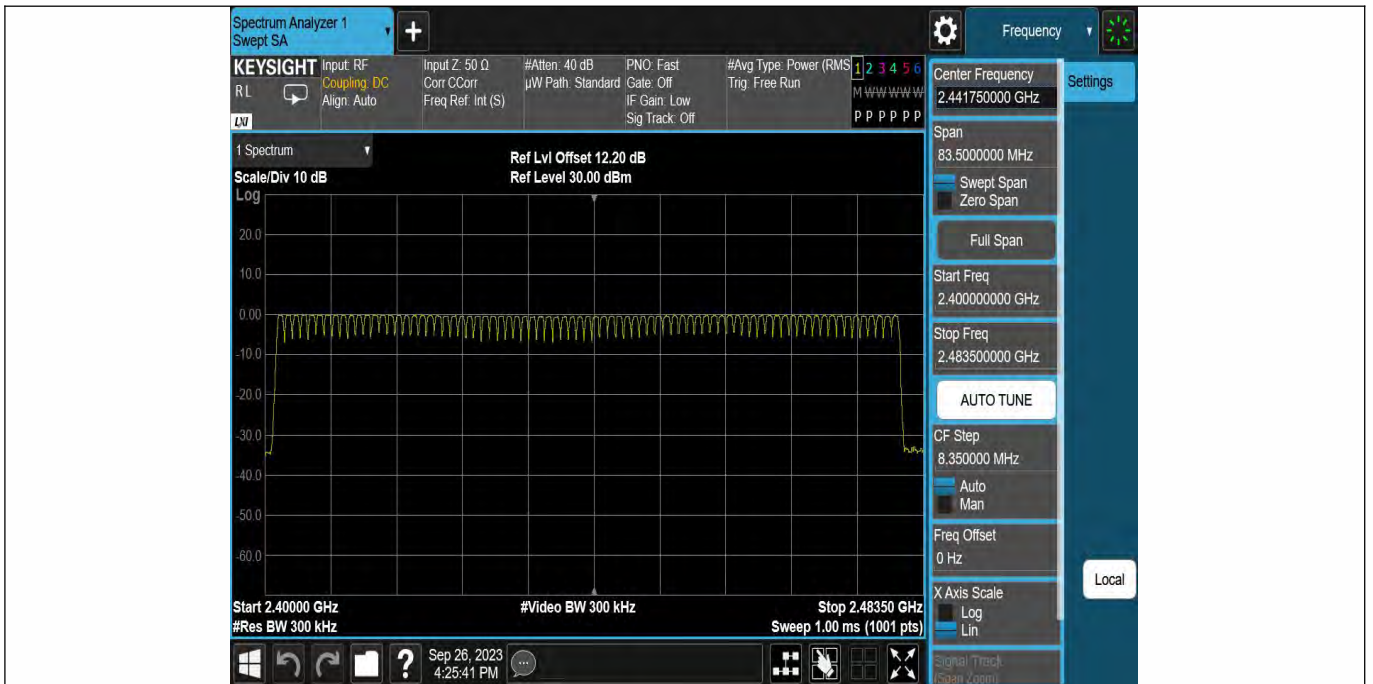 Spectrum Analyzer 1
Swept SA
+
Frequency
KEYSIGHT
RL
LXI
Input: RF
Coupling: DC
Align: Auto
Input Z: 50 Ω
Corr CCorr
Freq Ref: Int (S)
#Atten: 40 dB
µW Path: Standard
PNO: Fast
Gate: Off
IF Gain: Low
Sig Track: Off
#Avg Type: Power (RMS
Trig: Free Run
1 2 3 4 5 6
M W W W W W
P P P P P P
1 Spectrum
Scale/Div 10 dB
Ref Lvl Offset 12.20 dB
Ref Level 30.00 dBm
Log
20.0
10.0
0.00
-10.0
-20.0
-30.0
-40.0
-50.0
-60.0
Start 2.40000 GHz
#Res BW 300 kHz
#Video BW 300 kHz
Stop 2.48350 GHz
Sweep 1.00 ms (1001 pts)
Center Frequency
2.441750000 GHz
Settings
Span
83.5000000 MHz
Swept Span
Zero Span
Full Span
Start Freq
2.400000000 GHz
Stop Freq
2.483500000 GHz
AUTO TUNE
CF Step
8.350000 MHz
Auto
Man
Freq Offset
0 Hz
X Axis Scale
Log
Lin
Local
Signal Track
(Span Zoom)
?
Sep 26, 2023
4:25:41 PM